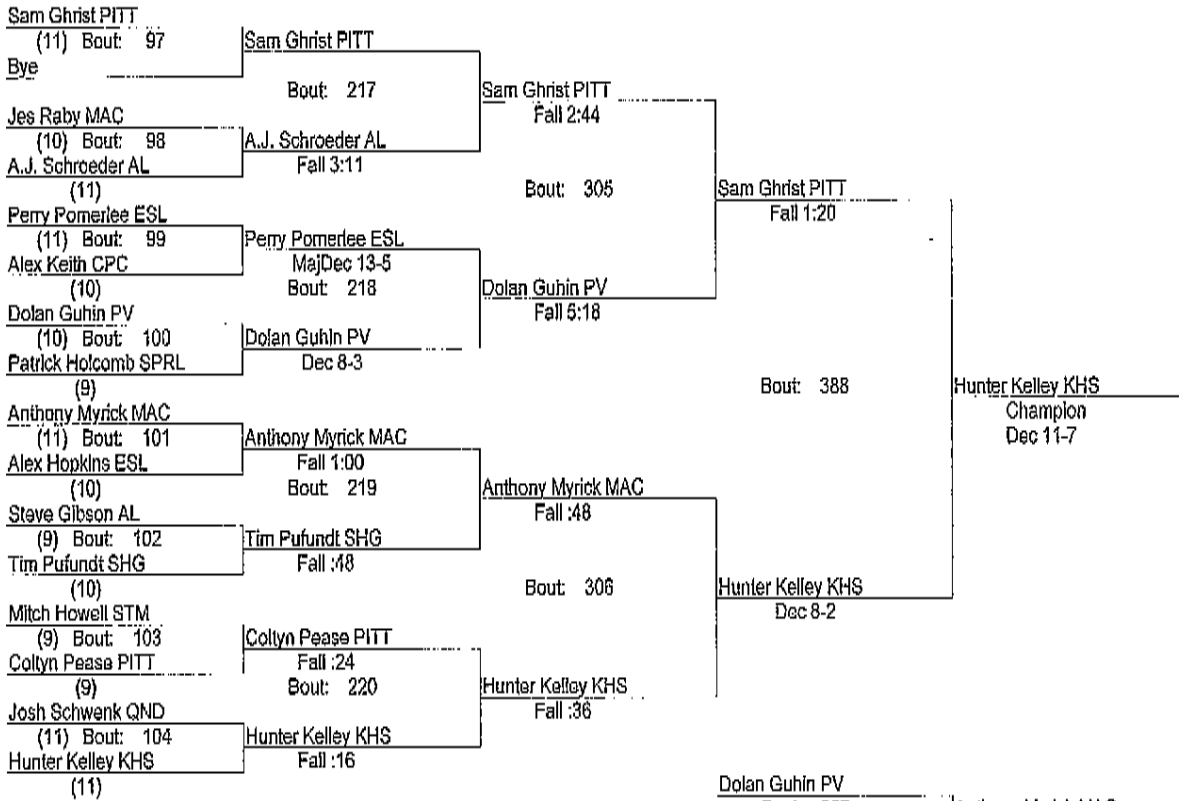 Sam Ghrist PITT
(11) Bout: 97
Bye
Jes Raby MAC
(10) Bout: 98
A.J. Schroeder AL
(11)
Perry Pomerlee ESL
(11) Bout: 99
Alex Keith CPC
(10)
Dolan Guhin PV
(10) Bout: 100
Patrick Holcomb SPRL
(9)
Anthony Myrick MAC
(11) Bout: 101
Alex Hopkins ESL
(10)
Steve Gibson AL
(9) Bout: 102
Tim Pufundt SHG
(10)
Mitch Howell STM
(9) Bout: 103
Coltyn Pease PITT
(9)
Josh Schwenk QND
(11) Bout: 104
Hunter Kelley KHS
(11)
Sam Ghrist PITT
Bout: 217
A.J. Schroeder AL
Fall 3:11
Perry Pomerlee ESL
MajDec 13-5
Bout: 218
Dolan Guhin PV
Dec 8-3
Anthony Myrick MAC
Fall 1:00
Bout: 219
Tim Pufundt SHG
Fall :48
Coltyn Pease PITT
Fall :24
Bout: 220
Hunter Kelley KHS
Fall :16
Sam Ghrist PITT
Fall 2:44
Bout: 305
Dolan Guhin PV
Fall 5:18
Anthony Myrick MAC
Fall :48
Bout: 306
Hunter Kelley KHS
Fall :36
Sam Ghrist PITT
Fall 1:20
Bout: 388
Hunter Kelley KHS
Dec 8-2
Hunter Kelley KHS
Champion
Dec 11-7
Dolan Guhin PV